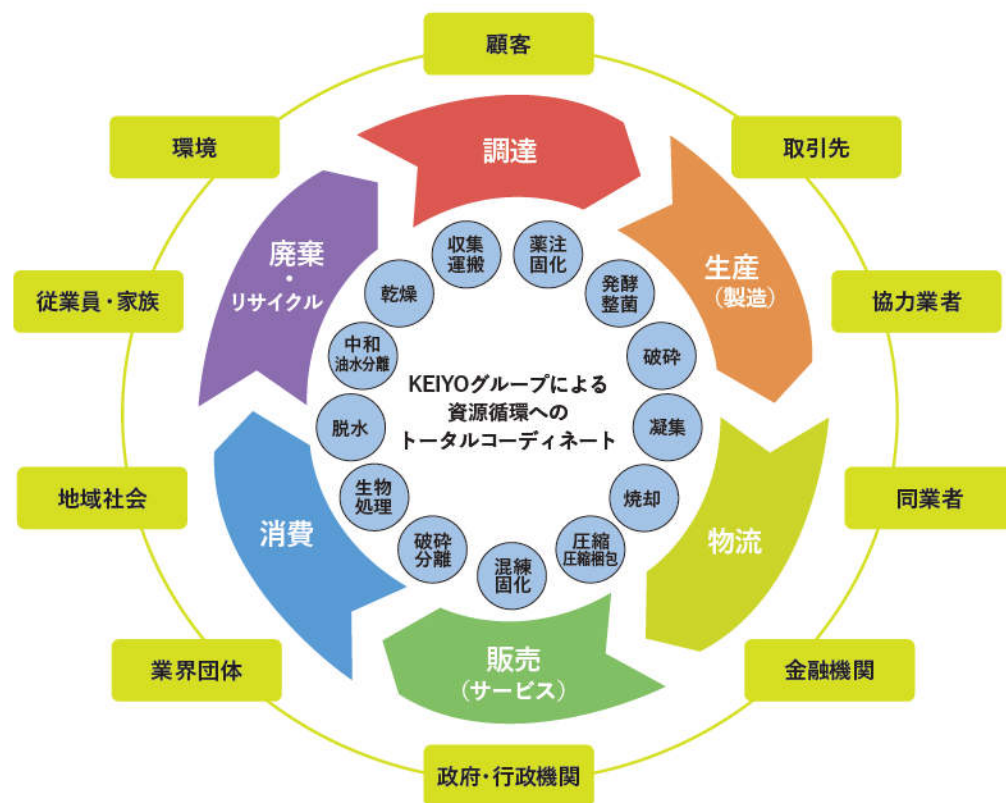 顧客
環境
取引先
調達
廃棄
・
リサイクル
生産
（製造）
収集
運搬
薬注
固化
乾燥
発酵
整菌
従業員・家族
協力業者
中和
油水分離
破砕
KEIYOグループによる
資源循環への
トータルコーディネート
脱水
凝集
地域社会
同業者
生物
処理
焼却
消費
物流
破砕
分離
圧縮
圧縮梱包
混練
固化
業界団体
販売
（サービス）
金融機関
政府・行政機関